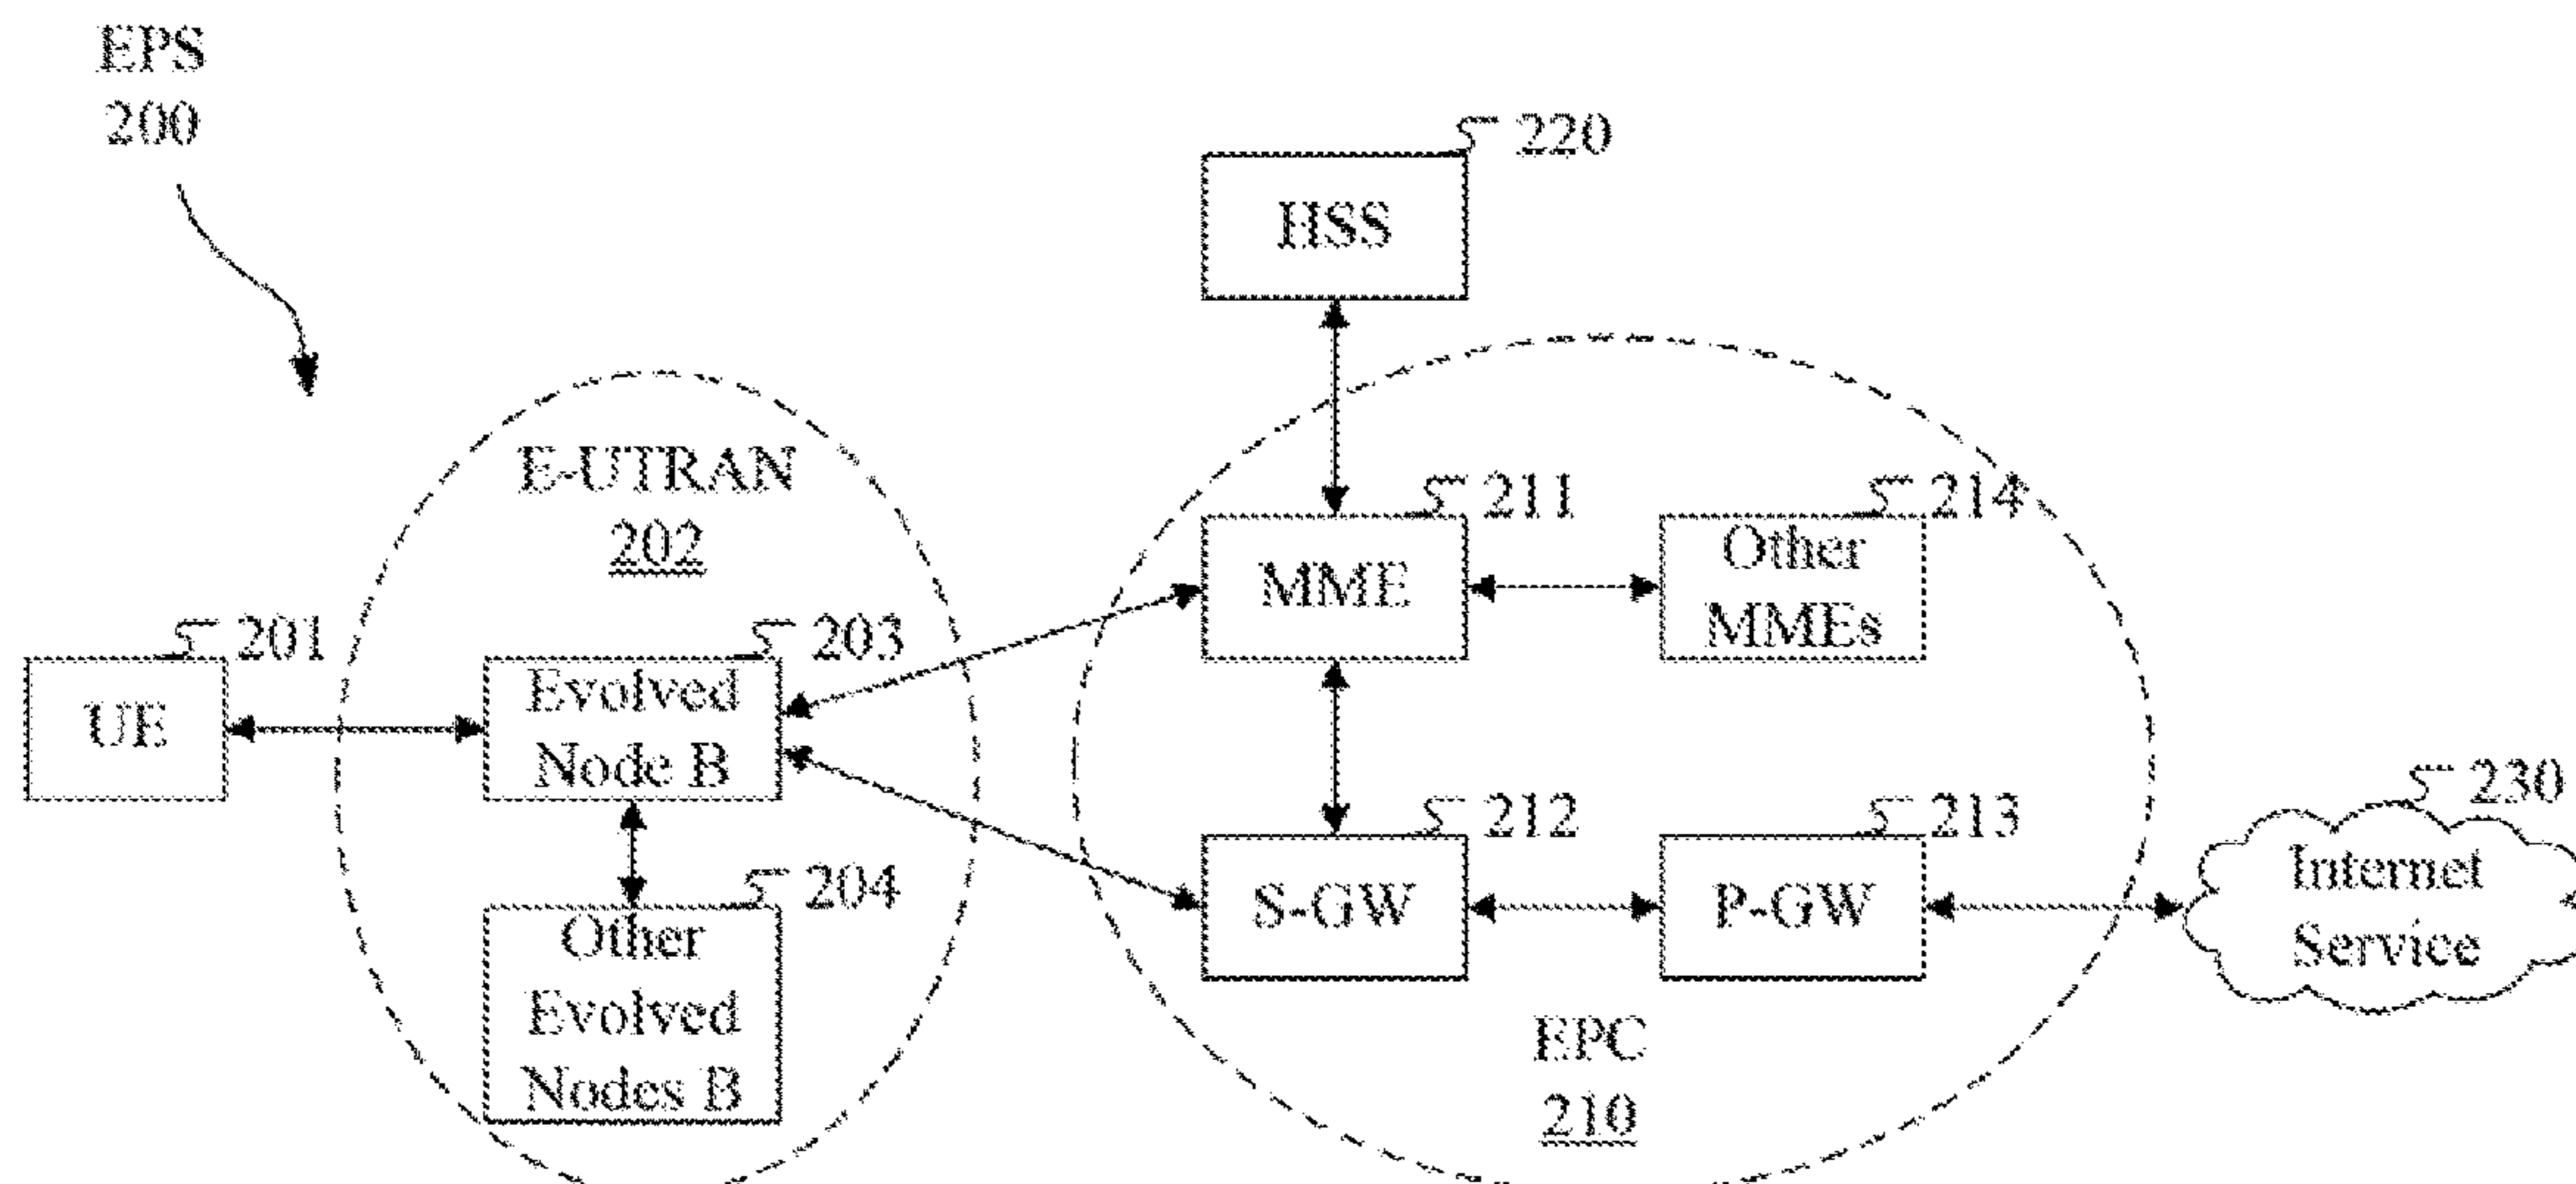 EPS
200
220
HSS
E-UTRAN
202
211
214
MME
Other
MMEs
201
203
UE
Evolved
Node B
204
Other
Evolved
Nodes B
212
213
S-GW
P-GW
230
Internet
Service
EPC
210